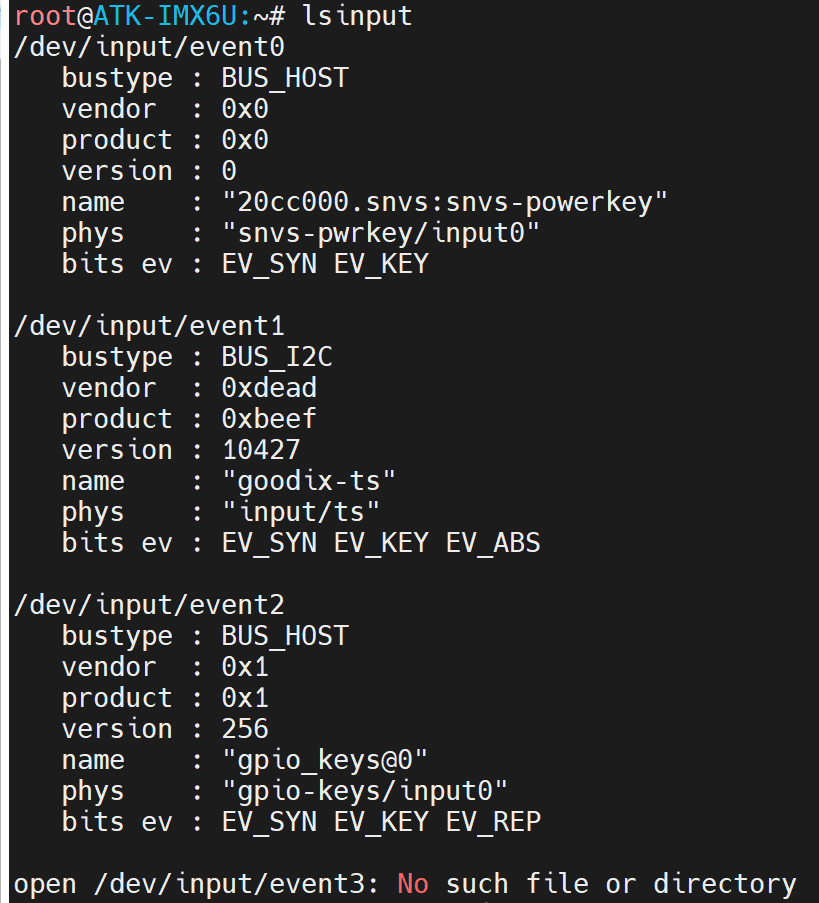 root@ATK-IMX6U:~# lsinput
/dev/input/event0
   bustype : BUS_HOST
   vendor  : 0x0
   product : 0x0
   version : 0
   name    : "20cc000.snvs:snvs-powerkey"
   phys    : "snvs-pwrkey/input0"
   bits ev : EV_SYN EV_KEY

/dev/input/event1
   bustype : BUS_I2C
   vendor  : 0xdead
   product : 0xbeef
   version : 10427
   name    : "goodix-ts"
   phys    : "input/ts"
   bits ev : EV_SYN EV_KEY EV_ABS

/dev/input/event2
   bustype : BUS_HOST
   vendor  : 0x1
   product : 0x1
   version : 256
   name    : "gpio_keys@0"
   phys    : "gpio-keys/input0"
   bits ev : EV_SYN EV_KEY EV_REP

open /dev/input/event3: No such file or directory